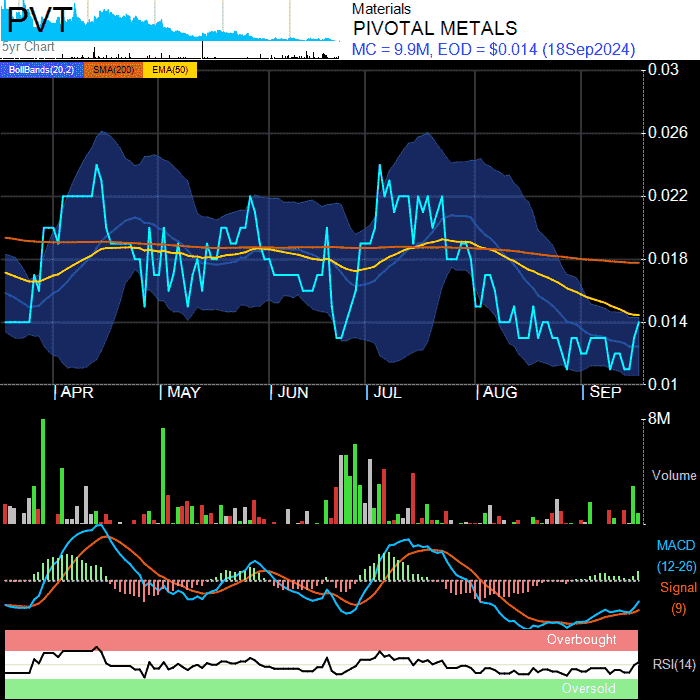 PVT
5yr Chart
Materials
PIVOTAL METALS
MC = 9.9M, EOD = $0.014 (18Sep2024)
BollBands(20,2) SMA(200) EMA(50)
0.03
0.026
0.022
0.018
0.014
0.01
APR MAY JUN JUL AUG SEP
8M
Volume
MACD
(12-26)
Signal
(9)
Overbought
RSI(14)
Oversold